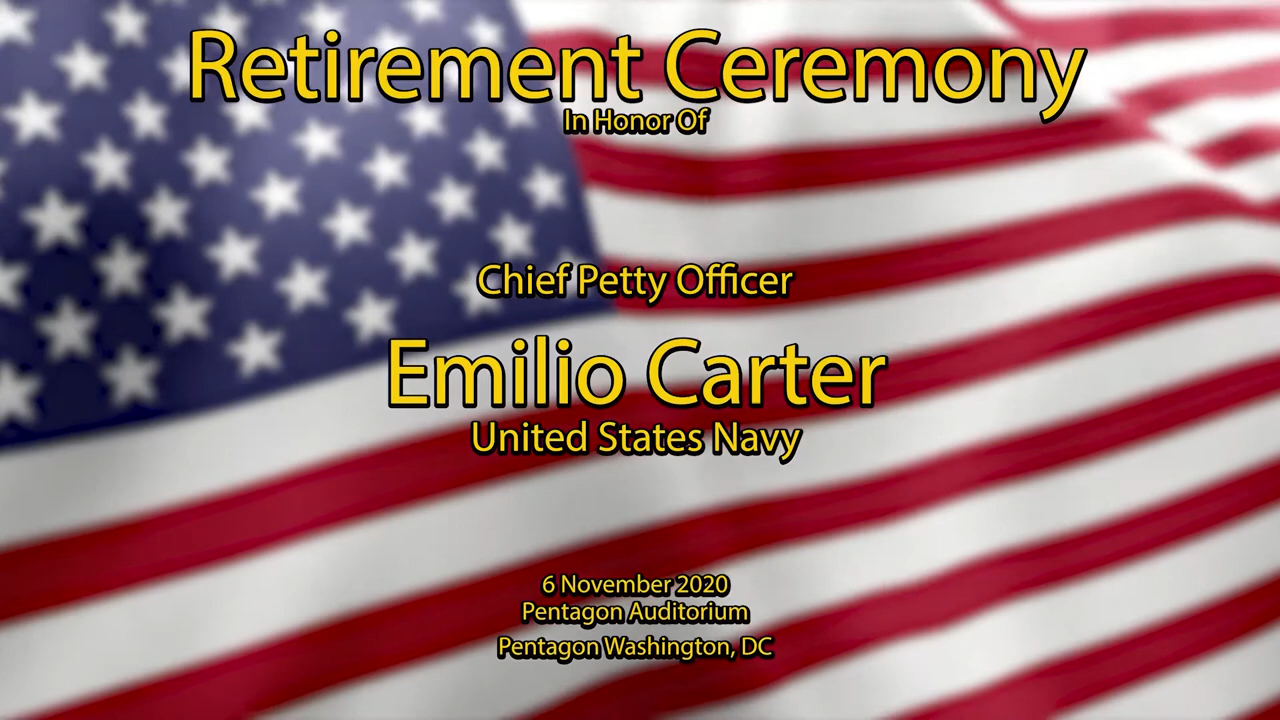 Retirement Ceremony
In Honor Of
Chief Petty Officer
Emilio Carter
United States Navy
6 November 2020
Pentagon Auditorium
Pentagon Washington, DC